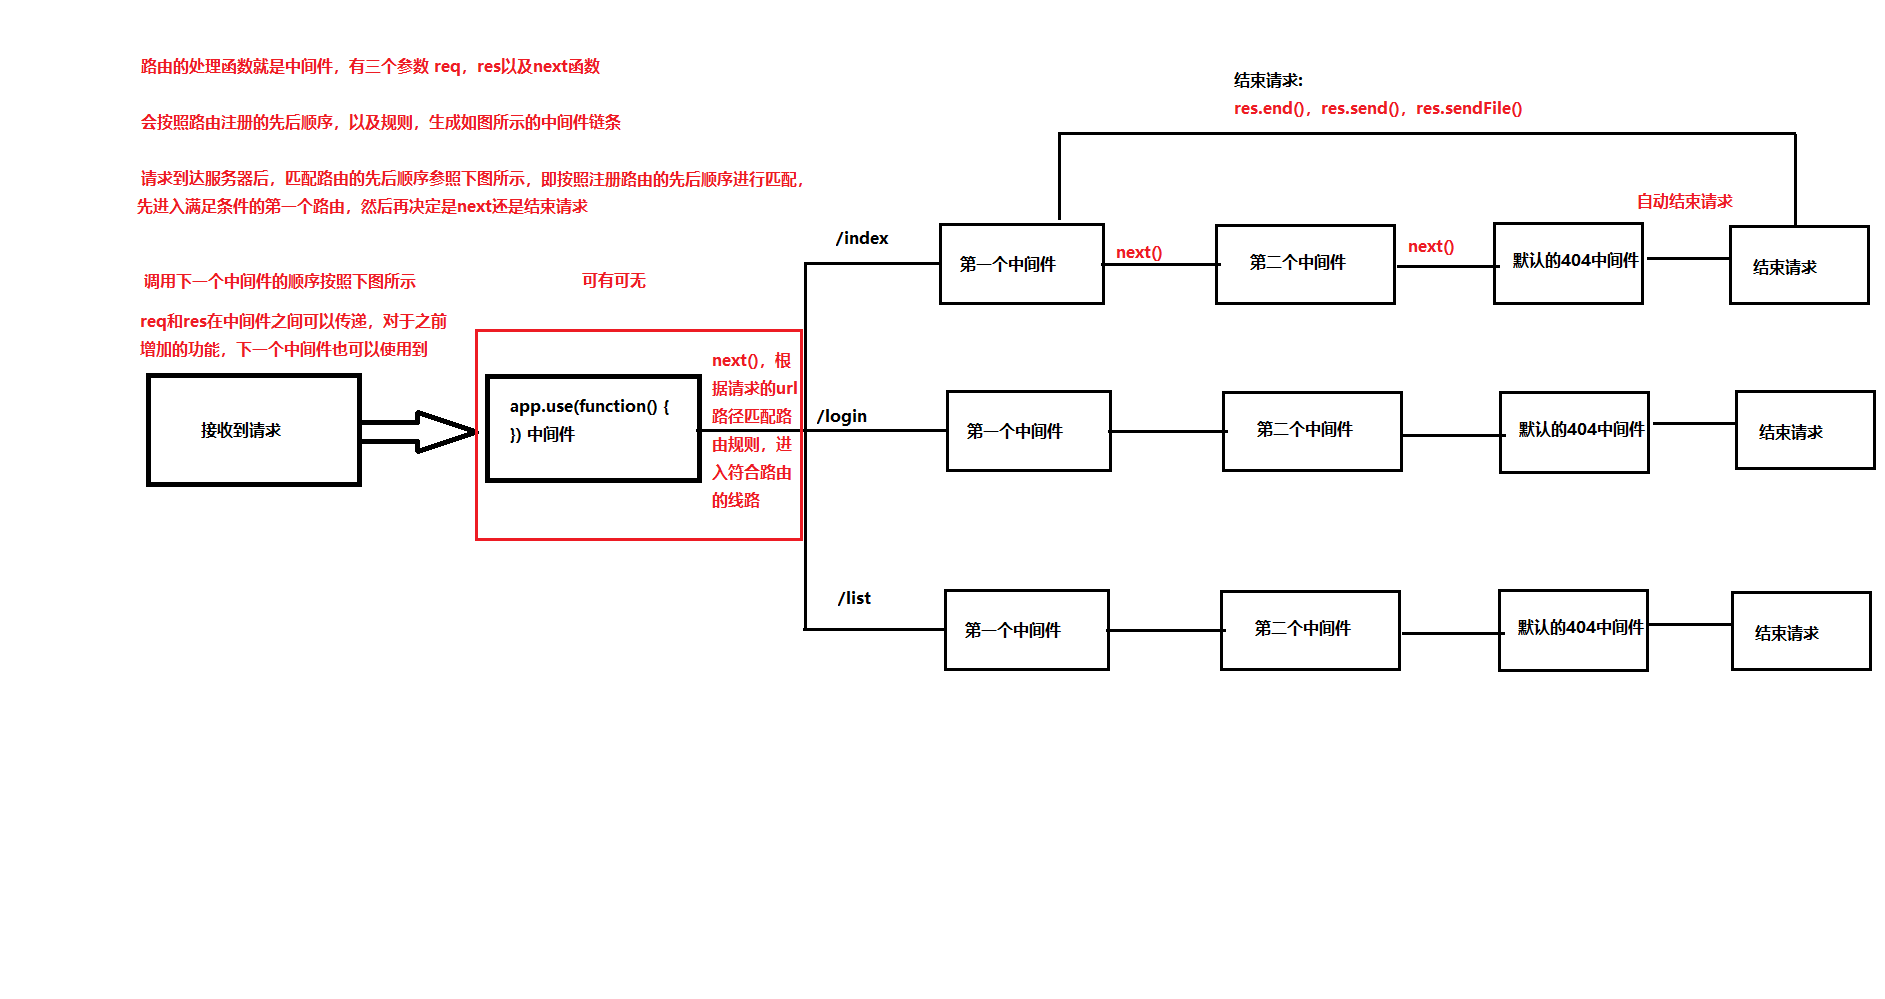 路由的处理函数就是中间件，有三个参数 req，res以及next函数
会按照路由注册的先后顺序，以及规则，生成如图所示的中间件链条
请求到达服务器后，匹配路由的先后顺序参照下图所示，即按照注册路由的先后顺序进行匹配，
先进入满足条件的第一个路由，然后再决定是next还是结束请求
调用下一个中间件的顺序按照下图所示
可有可无
req和res在中间件之间可以传递，对于之前
增加的功能，下一个中间件也可以使用到
接收到请求
app.use(function() {
}) 中间件
next()，根
据请求的url
路径匹配路
由规则，进
入符合路由
的线路
结束请求:
res.end()，res.send()，res.sendFile()
自动结束请求
/index
第一个中间件
next()
第二个中间件
next()
默认的404中间件
结束请求
/login
第一个中间件
第二个中间件
默认的404中间件
结束请求
/list
第一个中间件
第二个中间件
默认的404中间件
结束请求